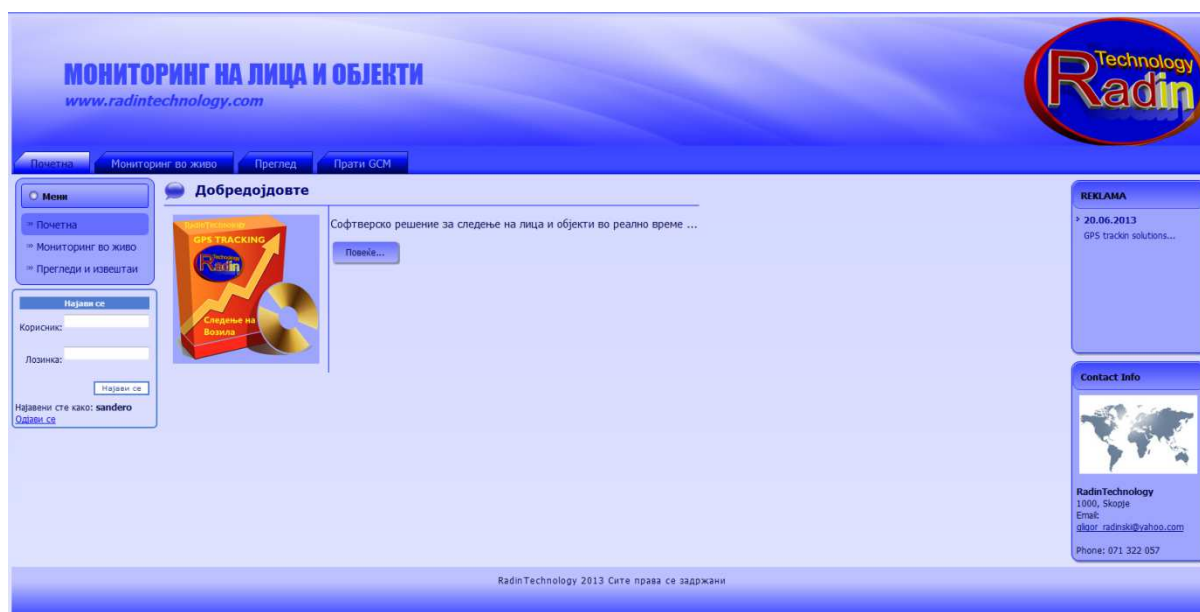 МОНИТОРИНГ НА ЛИЦА И ОБЈЕКТИ
www.radintechnology.com
Technology
Radin
Почетна
Мониторинг во живо
Преглед
Прати GCM
Мени
Почетна
Мониторинг во живо
Прегледи и извештаи
Најави се
Корисник:
Лозинка:
Најави се
Најавени сте како: sandero
Одјави се
Добредојдовте
RadinTechnology
GPS TRACKING
Technology
Radin
Следење на
Возила
Софтверско решение за следење на лица и објекти во реално време ...
Повеќе...
REKLAMA
20.06.2013
GPS trackin solutions...
Contact Info
RadinTechnology
1000, Skopje
Email:
gligor_radinski@yahoo.com
Phone: 071 322 057
RadinTechnology 2013 Сите права се задржани